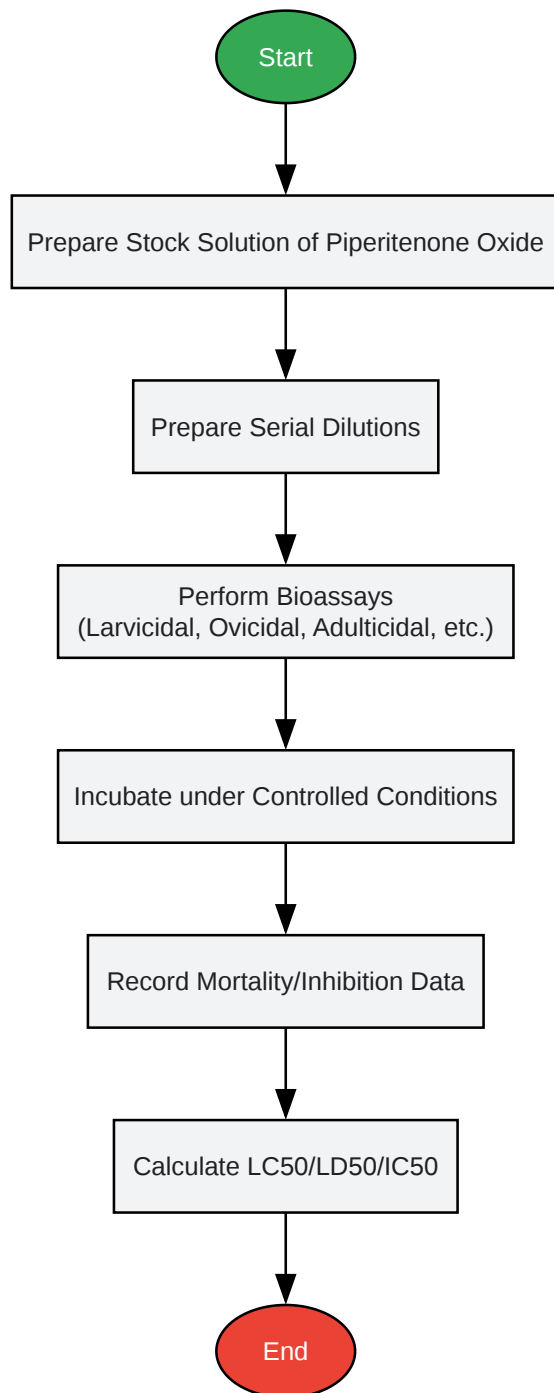 Start
Prepare Stock Solution of Piperitenone Oxide
Prepare Serial Dilutions
Perform Bioassays
(Larvicidal, Ovicidal, Adulticidal, etc.)
Incubate under Controlled Conditions
Record Mortality/Inhibition Data
Calculate LC50/LD50/IC50
End